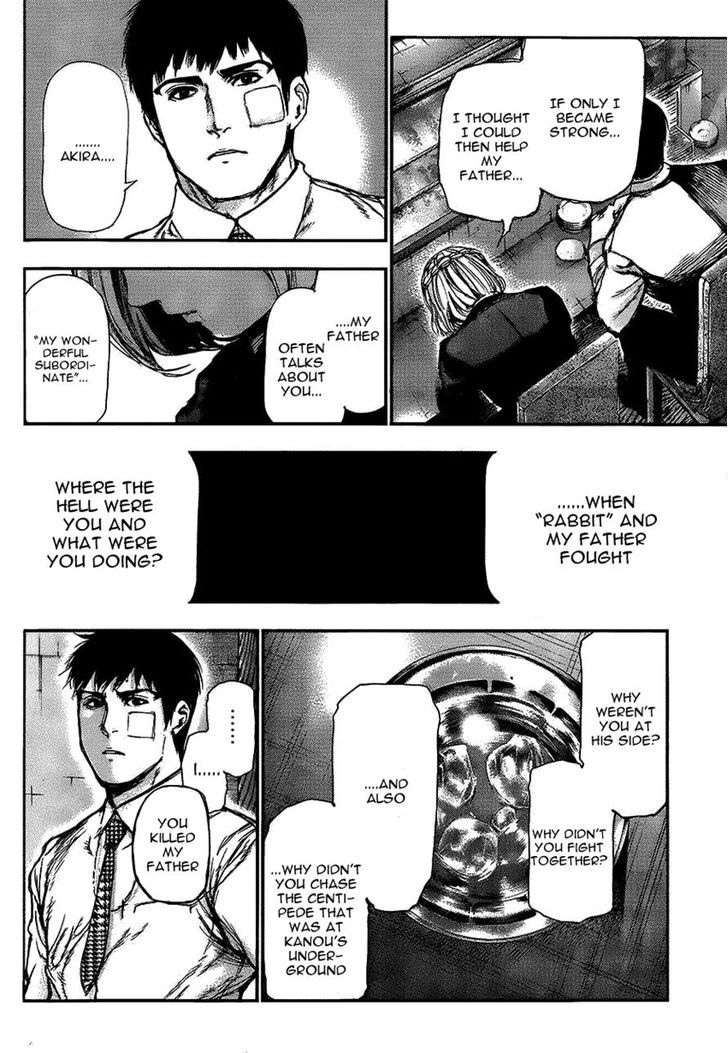 IF ONLY I
BECAME
STRONG...
I THOUGHT
I COULD
THEN HELP
MY
FATHER...
.......
AKIRA....
....MY
FATHER
OFTEN
TALKS
ABOUT
YOU...
"MY WON-
DERFUL
SUBORDI-
NATE"...
......WHEN
"RABBIT" AND
MY FATHER
FOUGHT
WHERE THE
HELL WERE
YOU AND
WHAT WERE
YOU DOING?
WHY
WEREN'T
YOU AT
HIS SIDE?
WHY DIDN'T
YOU FIGHT
TOGETHER?
....AND
ALSO
...WHY DIDN'T
YOU CHASE
THE CENTI-
PEDE THAT
WAS AT
KANOU'S
UNDER-
GROUND
......
I......
YOU
KILLED
MY
FATHER